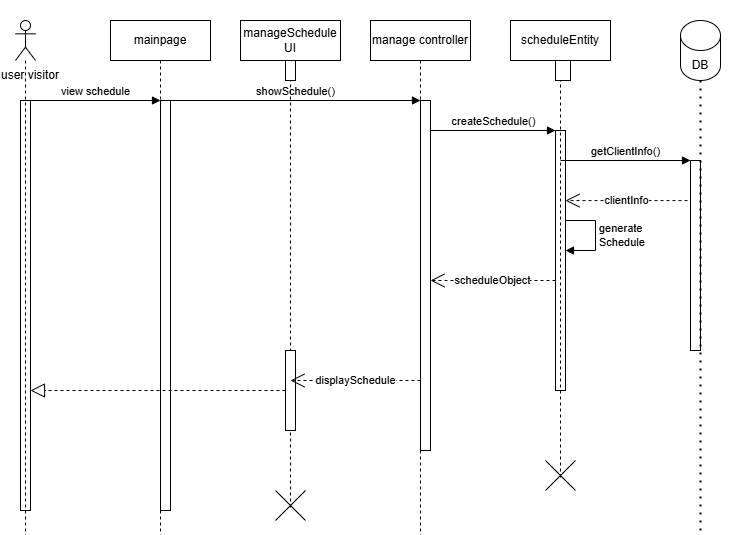 mainpage
manageSchedule
UI
manage controller
scheduleEntity
DB
user visitor
view schedule
showSchedule()
createSchedule()
getClientInfo()
clientInfo
generate
Schedule
scheduleObject
displaySchedule